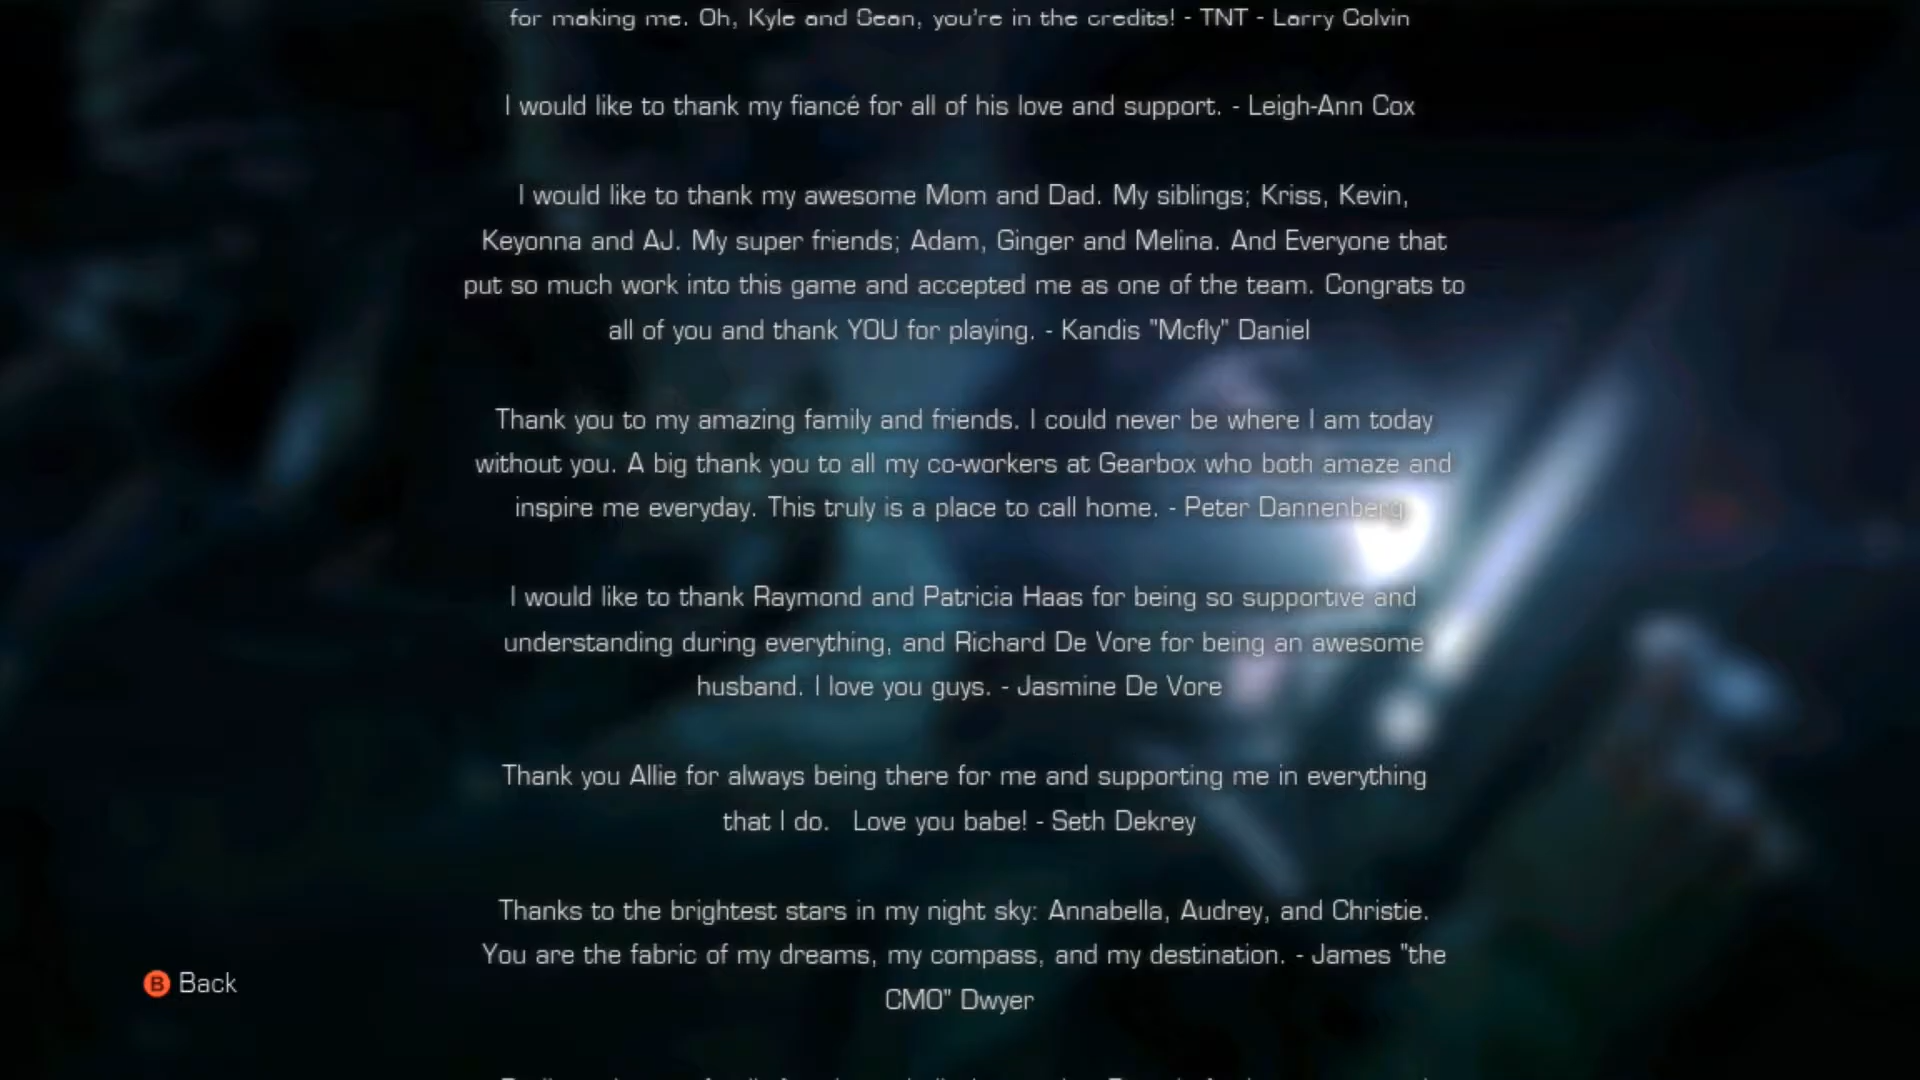 for making me. Oh, Kyle and Sean, you're in the credits! - TNT - Larry Colvin
I would like to thank my fiancé for all of his love and support. - Leigh-Ann Cox
I would like to thank my awesome Mom and Dad. My siblings; Kriss, Kevin,
Keyonna and AJ. My super friends; Adam, Ginger and Melina. And Everyone that
put so much work into this game and accepted me as one of the team. Congrats to
all of you and thank YOU for playing. - Kandis "Mcfly" Daniel
Thank you to my amazing family and friends. I could never be where I am today
without you. A big thank you to all my co-workers at Gearbox who both amaze and
inspire me everyday. This truly is a place to call home. - Peter Dannenberg
I would like to thank Raymond and Patricia Haas for being so supportive and
understanding during everything, and Richard De Vore for being an awesome
husband. I love you guys. - Jasmine De Vore
Thank you Allie for always being there for me and supporting me in everything
that I do. Love you babe! - Seth Dekrey
Thanks to the brightest stars in my night sky: Annabella, Audrey, and Christie.
You are the fabric of my dreams, my compass, and my destination. - James "the
CMO" Dwyer
B Back